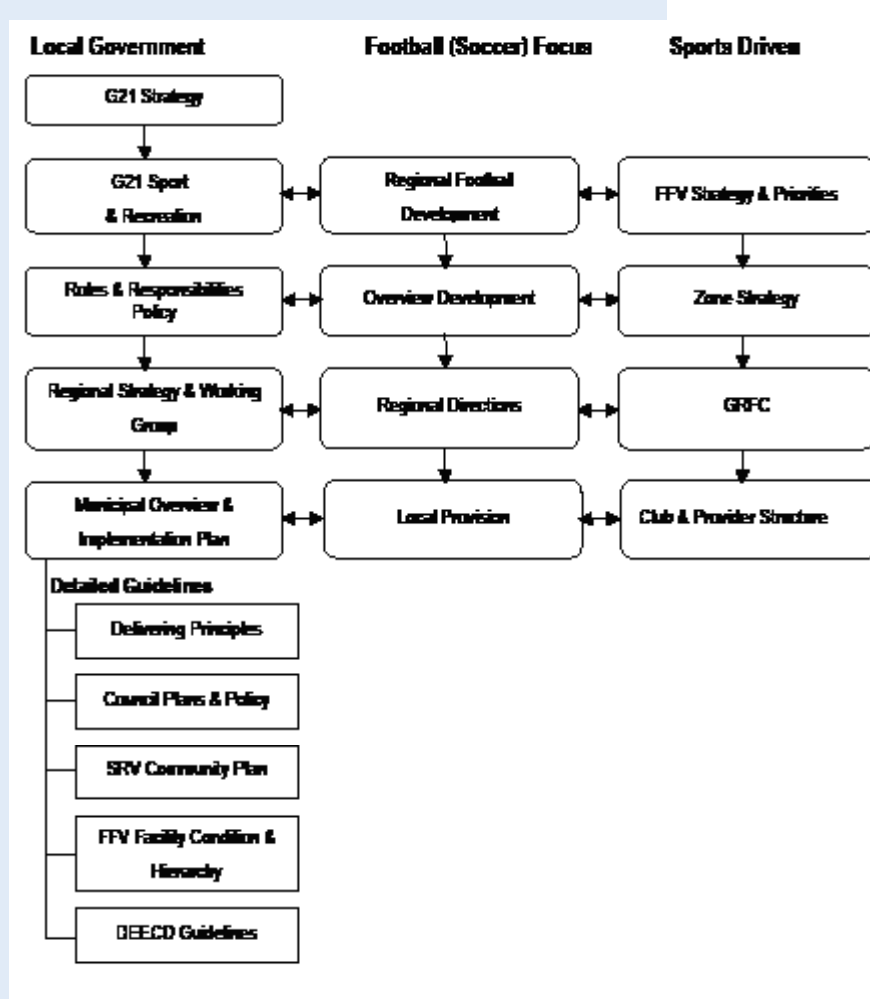 Local Government
Football (Soccer) Focus
Sports Driven
G21 Strategy
G21 Sport
& Recreation
Regional Football
Development
FFV Strategy & Priorities
Roles & Responsibilities
Policy
Overview Development
Zone Strategy
Regional Strategy & Working
Group
Regional Directions
GRFC
Municipal Overview &
Implementation Plan
Local Provision
Club & Provider Structure
Detailed Guidelines
Delivering Principles
Council Plans & Policy
SRV Community Plan
FFV Facility Condition &
Hierarchy
DEECD Guidelines